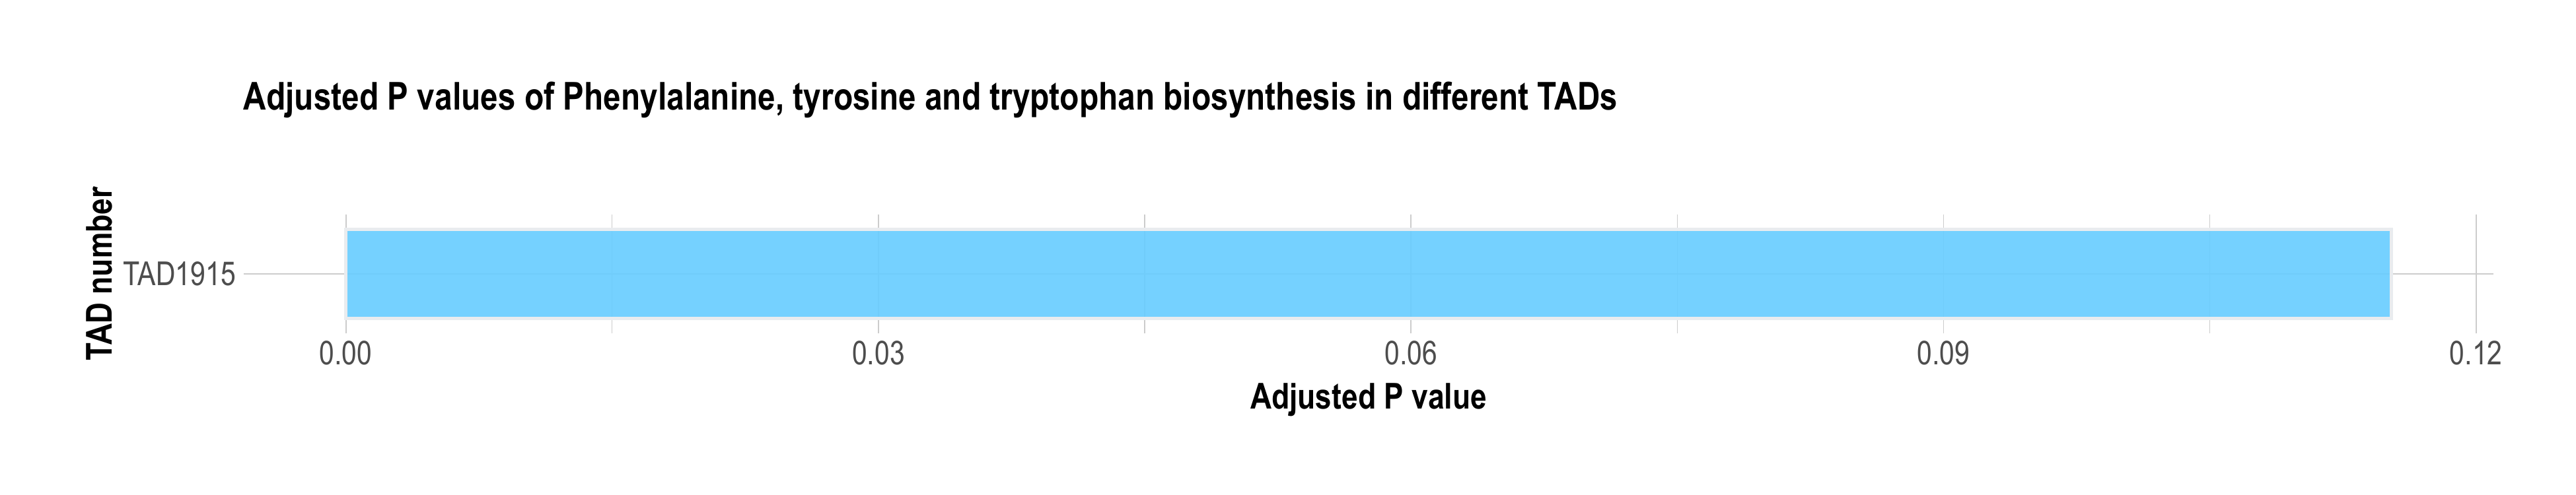 Adjusted P values of Phenylalanine, tyrosine and tryptophan biosynthesis in different TADs
TAD number
TAD1915
0.00 0.03 0.06 0.09 0.12
Adjusted P value